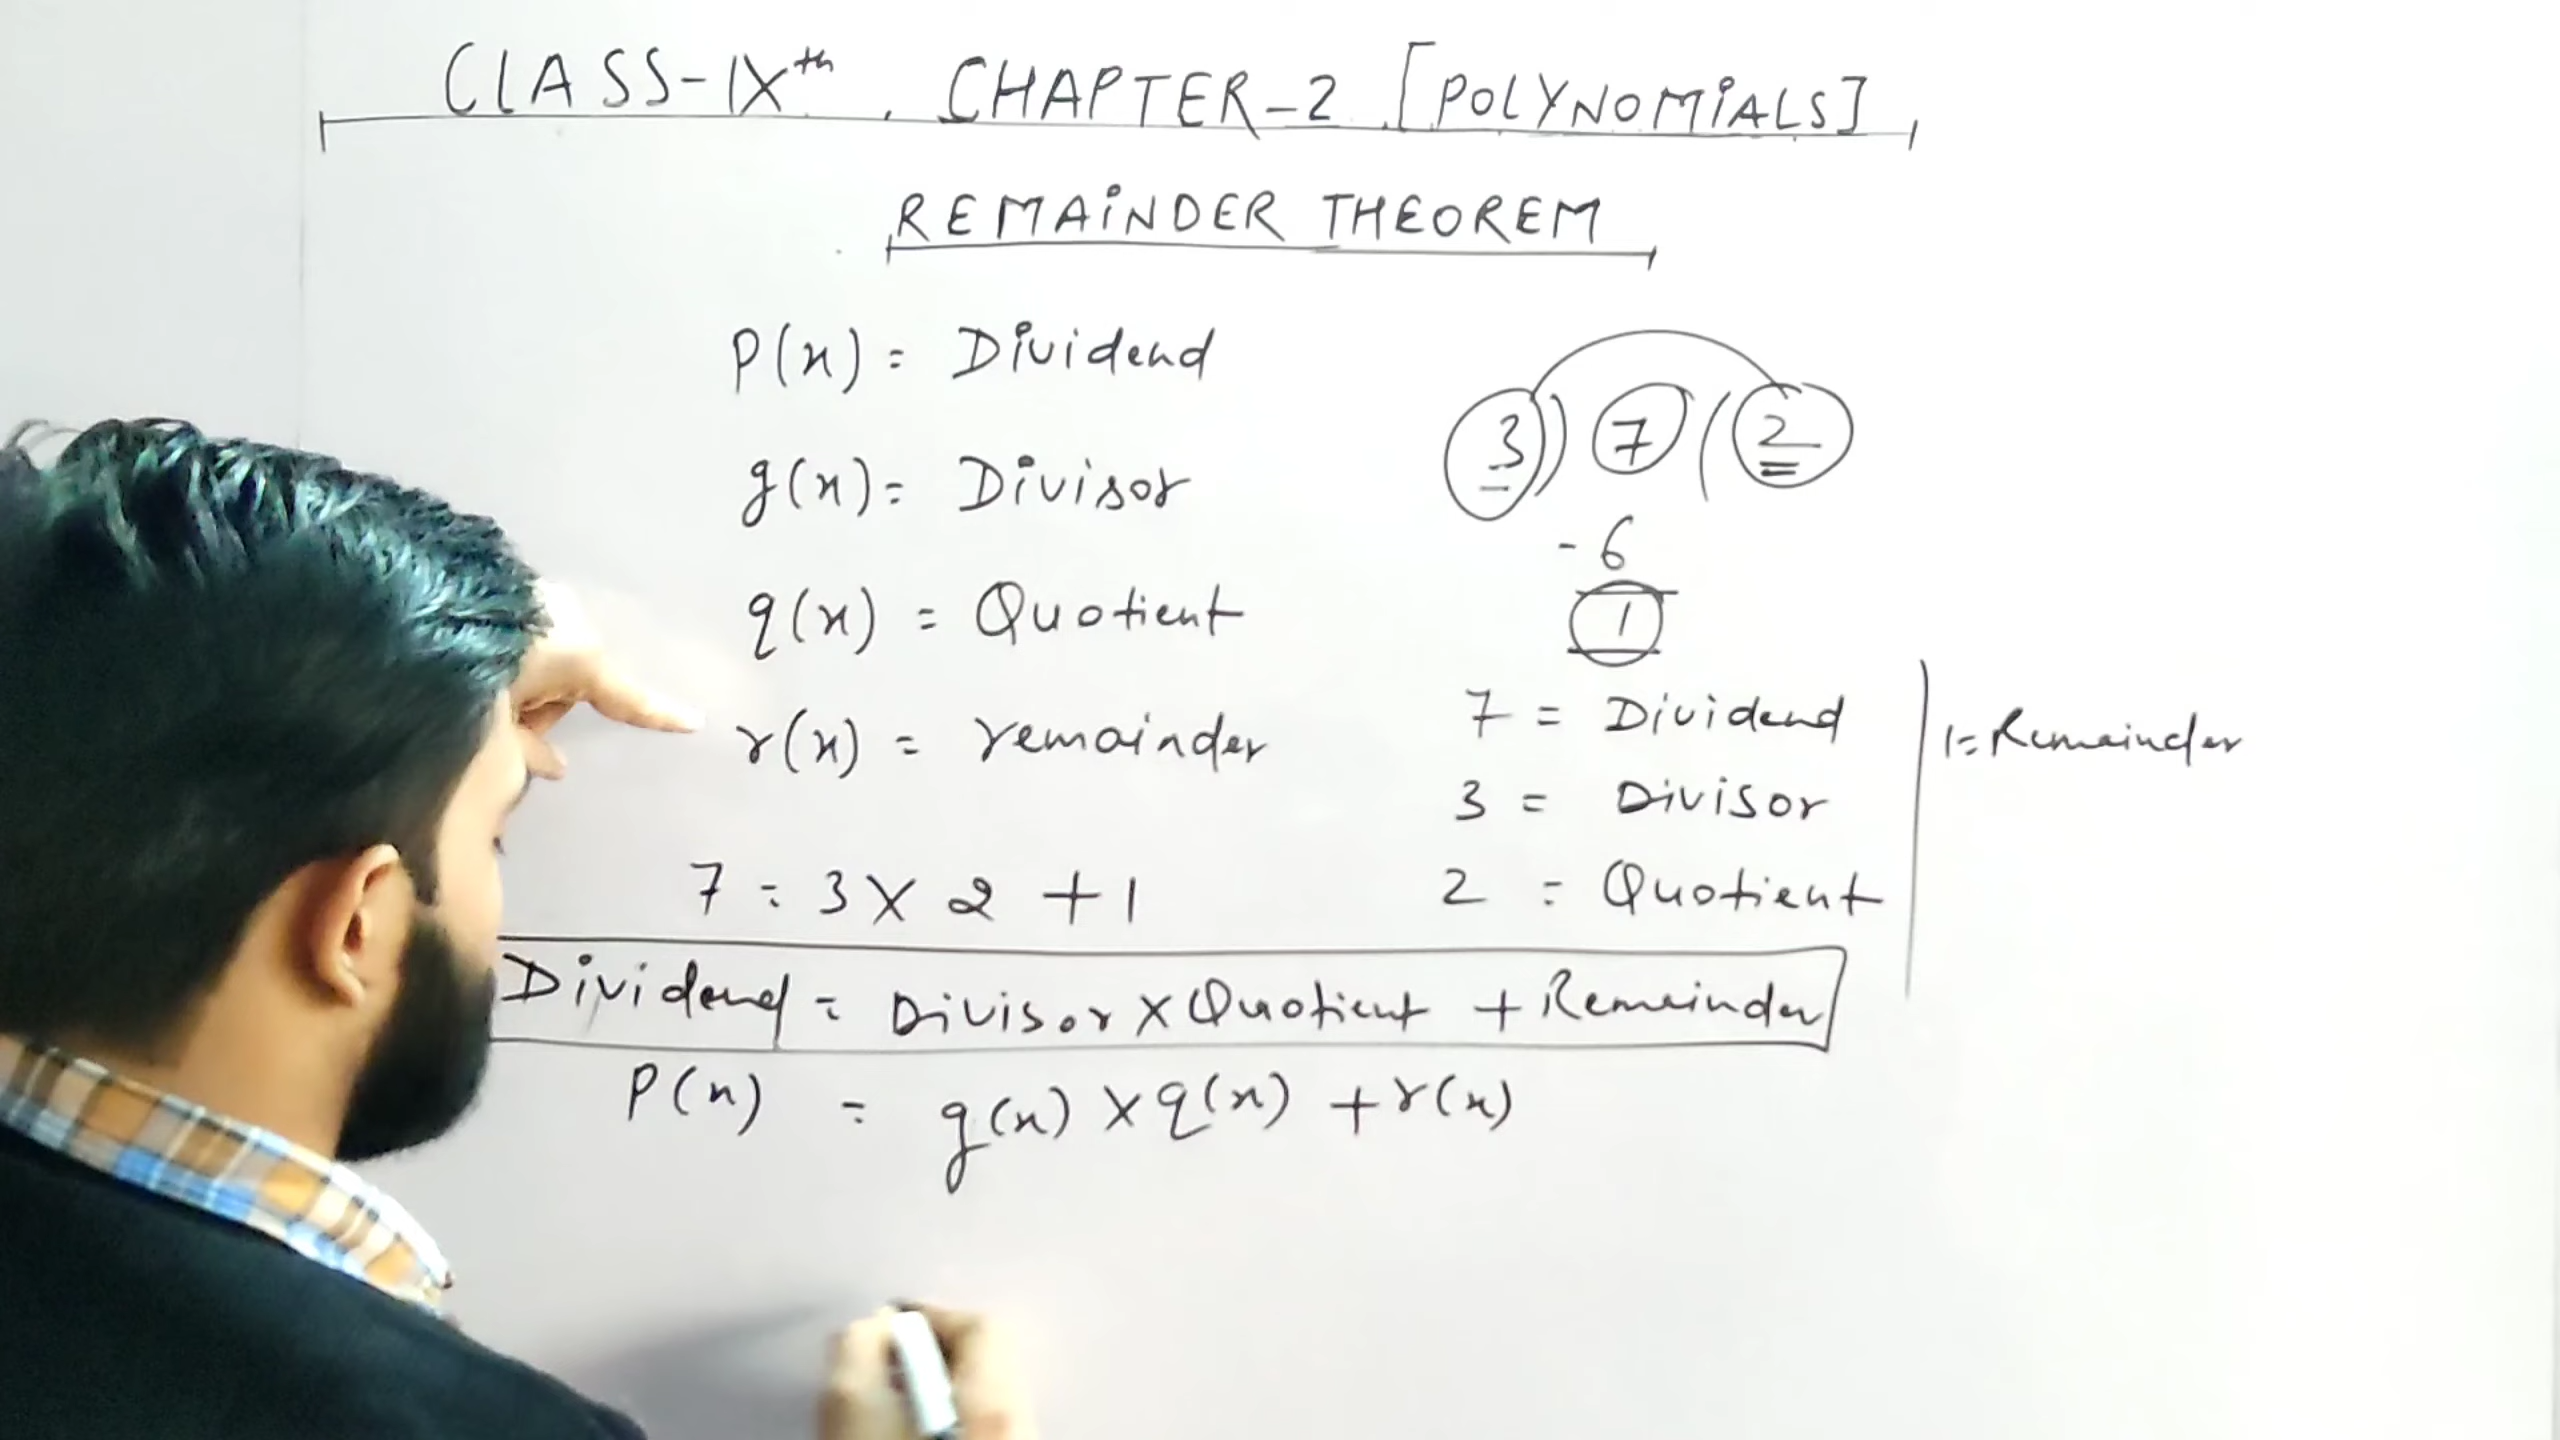 CLASS-IXth, CHAPTER-2 [POLYNOMIALS]
REMAINDER THEOREM
P(x) = Dividend
g(x) = Divisor
q(x) = Quotient
r(x) = remainder
3) 7 (2
-6
1
7 = Dividend
3 = Divisor
2 = Quotient
1 = Remainder
7 = 3 X 2 + 1
Dividend = Divisor X Quotient + Remainder
P(x) = g(x) X q(x) + r(x)